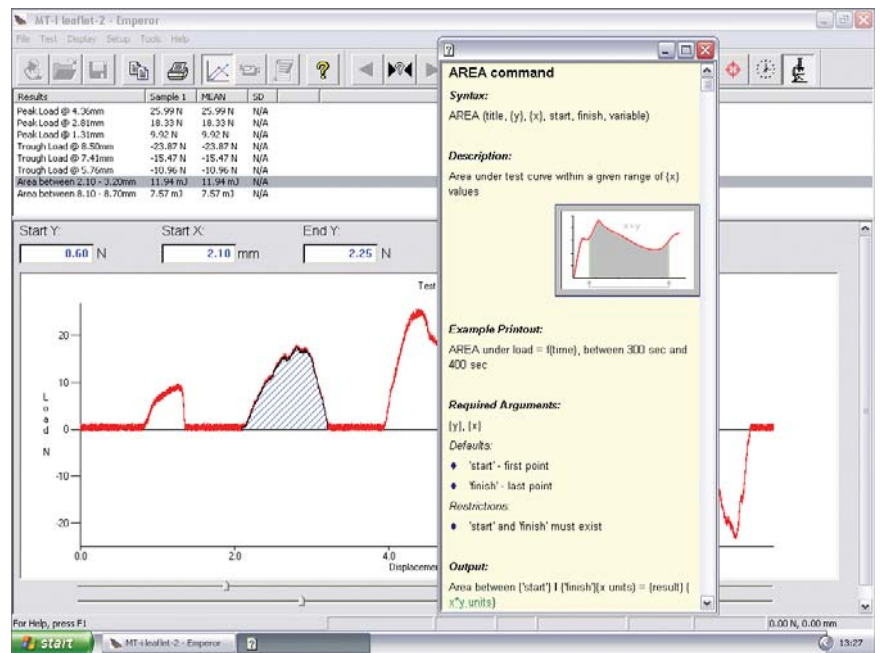 MT-i leaflet-2 - Emperor
File Test Display Setup Tools Help
Results Sample 1 MEAN SD
Peak Load @ 4.36mm 25.99 N 25.99 N N/A
Peak Load @ 2.81mm 18.33 N 18.33 N N/A
Peak Load @ 1.31mm 9.92 N 9.92 N N/A
Trough Load @ 8.50mm -23.87 N -23.87 N N/A
Trough Load @ 7.41mm -15.47 N -15.47 N N/A
Trough Load @ 5.76mm -10.96 N -10.96 N N/A
Area between 2.10 - 3.20mm 11.94 mJ 11.94 mJ N/A
Area between 8.10 - 8.70mm 7.57 mJ 7.57 mJ N/A
Start Y: Start X: End Y:
0.60 N 2.10 mm 2.25 N
Test
20
10
0
-10
-20
Load
N
0.0 2.0 4.0
Displaceme
AREA command
Syntax:
AREA (title, {y}, {x}, start, finish, variable)
Description:
Area under test curve within a given range of {x}
values
x*y
Example Printout:
AREA under load = f(time), between 300 sec and
400 sec
Required Arguments:
{y}, {x}
Defaults:
'start' - first point
'finish' - last point
Restrictions:
'start' and 'finish' must exist
Output:
Area between {'start'} I {'finish'}{x units) = {result} {
x*y.units}
For Help, press F1
0.00 N, 0.00 mm
start
MT-i leaflet-2 - Emperor
13:27